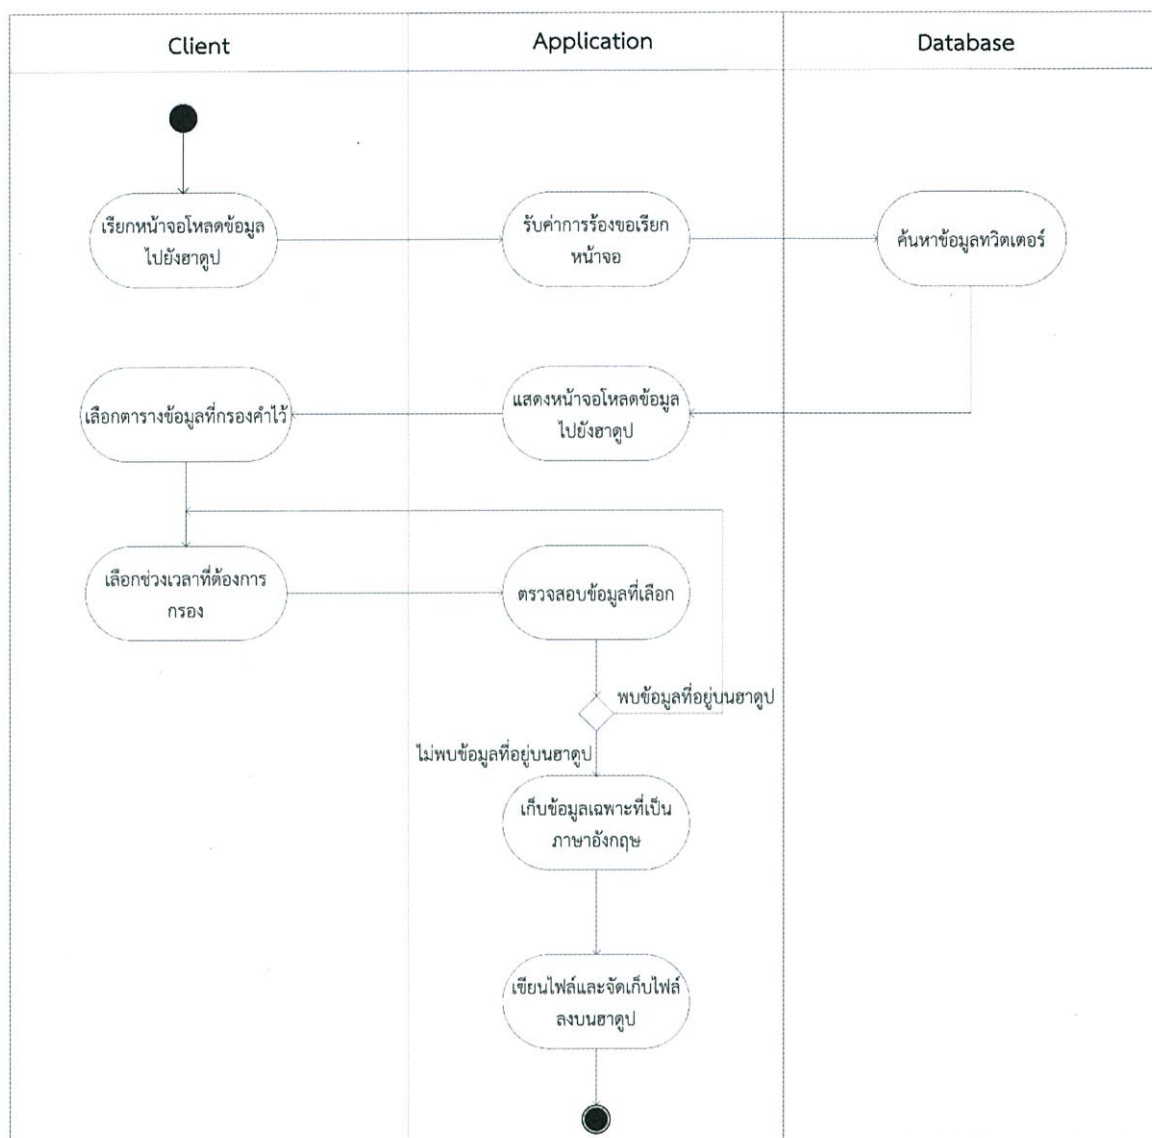 Client
Application
Database
เรียกหน้าจอโหลดข้อมูล
ไปยังฮาดูป
รับค่าการร้องขอเรียก
หน้าจอ
ค้นหาข้อมูลทวิตเตอร์
เลือกตารางข้อมูลที่กรองคำไว้
แสดงหน้าจอโหลดข้อมูล
ไปยังฮาดูป
เลือกช่วงเวลาที่ต้องการ
กรอง
ตรวจสอบข้อมูลที่เลือก
พบข้อมูลที่อยู่บนฮาดูป
ไม่พบข้อมูลที่อยู่บนฮาดูป
เก็บข้อมูลเฉพาะที่เป็น
ภาษาอังกฤษ
เขียนไฟล์และจัดเก็บไฟล์
ลงบนฮาดูป